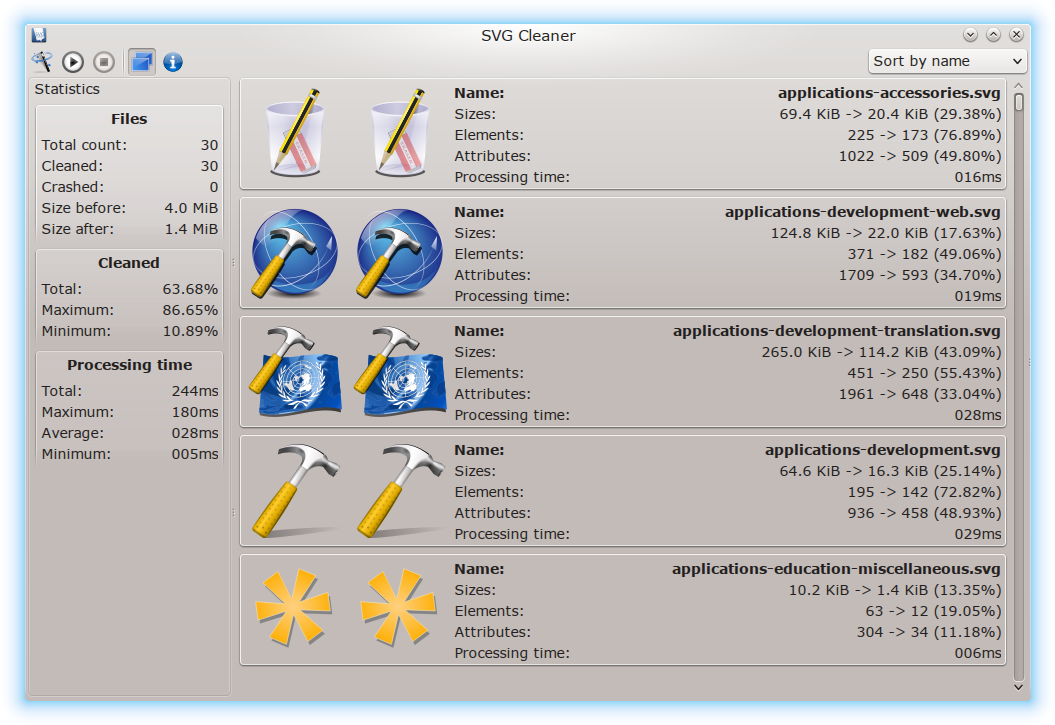 SVG Cleaner
Sort by name
Statistics
Files
Total count: 30
Cleaned: 30
Crashed: 0
Size before: 4.0 MiB
Size after: 1.4 MiB
Cleaned
Total: 63.68%
Maximum: 86.65%
Minimum: 10.89%
Processing time
Total: 244ms
Maximum: 180ms
Average: 028ms
Minimum: 005ms
Name: applications-accessories.svg
Sizes: 69.4 KiB -> 20.4 KiB (29.38%)
Elements: 225 -> 173 (76.89%)
Attributes: 1022 -> 509 (49.80%)
Processing time: 016ms
Name: applications-development-web.svg
Sizes: 124.8 KiB -> 22.0 KiB (17.63%)
Elements: 371 -> 182 (49.06%)
Attributes: 1709 -> 593 (34.70%)
Processing time: 019ms
Name: applications-development-translation.svg
Sizes: 265.0 KiB -> 114.2 KiB (43.09%)
Elements: 451 -> 250 (55.43%)
Attributes: 1961 -> 648 (33.04%)
Processing time: 028ms
Name: applications-development.svg
Sizes: 64.6 KiB -> 16.3 KiB (25.14%)
Elements: 195 -> 142 (72.82%)
Attributes: 936 -> 458 (48.93%)
Processing time: 029ms
Name: applications-education-miscellaneous.svg
Sizes: 10.2 KiB -> 1.4 KiB (13.35%)
Elements: 63 -> 12 (19.05%)
Attributes: 304 -> 34 (11.18%)
Processing time: 006ms